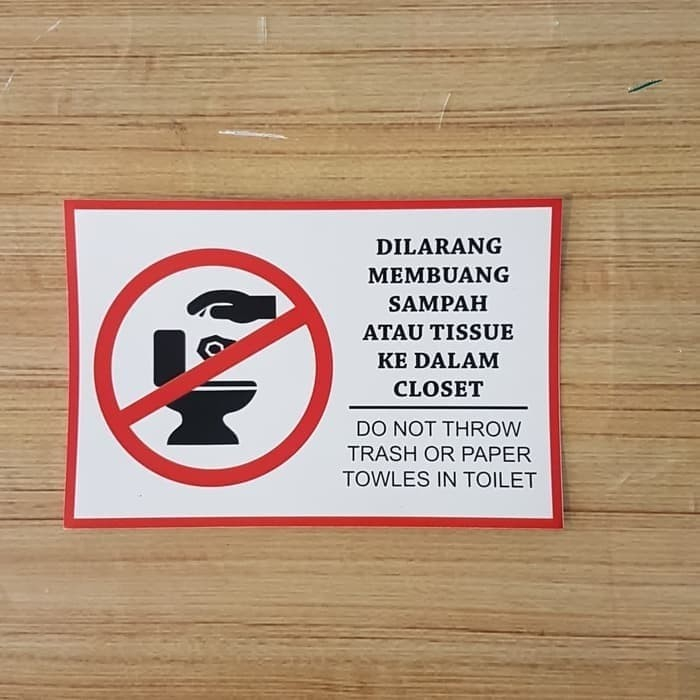 DILARANG
MEMBUANG
SAMPAH
ATAU TISSUE
KE DALAM
CLOSET
DO NOT THROW
TRASH OR PAPER
TOWLES IN TOILET